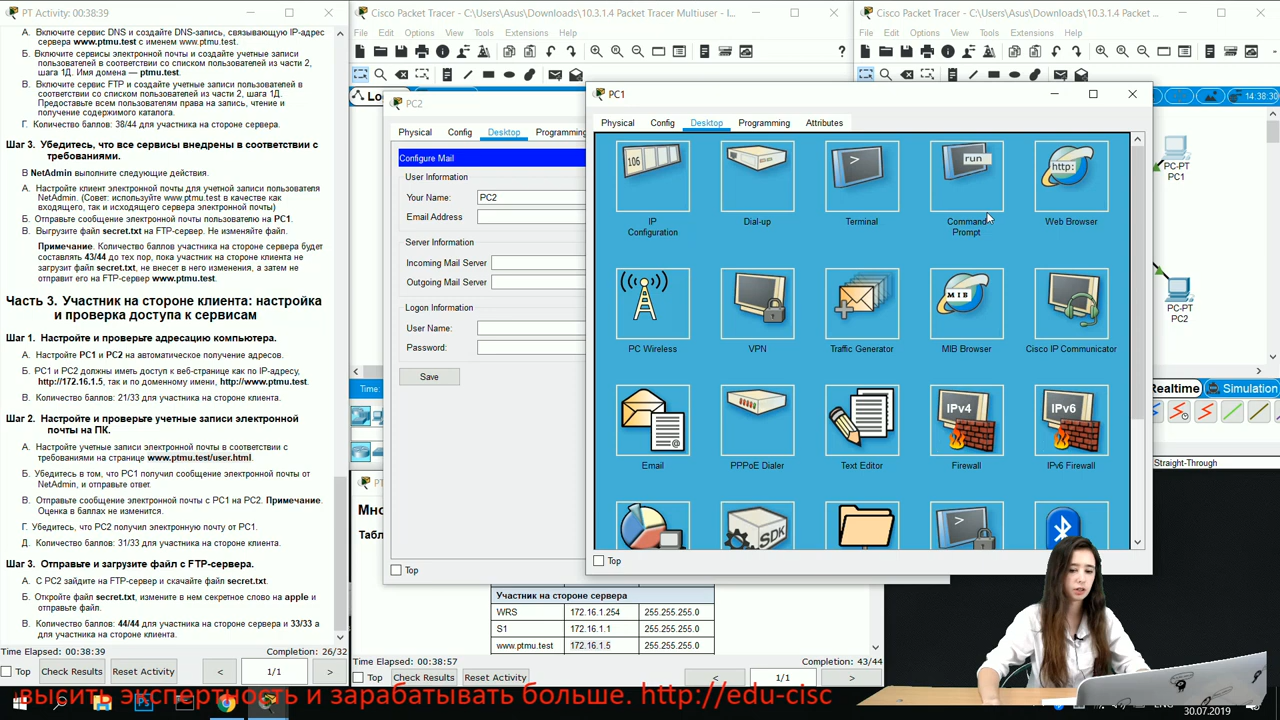 PT Activity: 00:38:39
А. Включите сервис DNS и создайте DNS-запись, связывающую IP-адрес
сервера www.ptmu.test с именем www.ptmu.test.
Б. Включите сервисы электронной почты и создайте учетные записи
пользователей в соответствии со списком пользователей из части 2,
шага 1Д. Имя домена — ptmu.test.
В. Включите сервис FTP и создайте учетные записи пользователей в
соответствии со списком пользователей из части 2, шага 1Д.
Предоставьте всем пользователям права на запись, чтение и
получение содержимого каталога.
Г. Количество баллов: 38/44 для участника на стороне сервера.
Шаг 3. Убедитесь, что все сервисы внедрены в соответствии с
требованиями.
В NetAdmin выполните следующие действия.
А. Настройте клиент электронной почты для учетной записи пользователя
NetAdmin. (Совет: используйте www.ptmu.test в качестве как
входящего, так и исходящего сервера электронной почты)
Б. Отправьте сообщение электронной почты пользователю на PC1.
В. Выгрузите файл secret.txt на FTP-сервер. Не изменяйте файл.
Примечание. Количество баллов участника на стороне сервера будет
составлять 43/44 до тех пор, пока участник на стороне клиента не
загрузит файл secret.txt, не внесет в него изменения, а затем не
отправит его на FTP-сервер www.ptmu.test.
Часть 3. Участник на стороне клиента: настройка
и проверка доступа к сервисам
Шаг 1. Настройте и проверьте адресацию компьютера.
А. Настройте PC1 и PC2 на автоматическое получение адресов.
Б. PC1 и PC2 должны иметь доступ к веб-странице как по IP-адресу,
http://172.16.1.5, так и по доменному имени, http://www.ptmu.test.
В. Количество баллов: 21/33 для участника на стороне клиента.
Шаг 2. Настройте и проверьте учетные записи электронной
почты на ПК.
А. Настройте учетные записи электронной почты в соответствии с
требованиями на странице www.ptmu.test/user.html.
Б. Убедитесь в том, что PC1 получил сообщение электронной почты от
NetAdmin, и отправьте ответ.
В. Отправьте сообщение электронной почты с PC1 на PC2. Примечание.
Оценка в баллах не изменится.
Г. Убедитесь, что PC2 получил электронную почту от PC1.
Д. Количество баллов: 31/33 для участника на стороне клиента.
Шаг 3. Отправьте и загрузите файл с FTP-сервера.
А. С PC2 зайдите на FTP-сервер и скачайте файл secret.txt.
Б. Откройте файл secret.txt, измените в нем секретное слово на apple и
отправьте файл.
В. Количество баллов: 44/44 для участника на стороне сервера и 33/33 а
для участника на стороне клиента.
Time Elapsed: 00:38:39 Completion: 26/32
Top Check Results Reset Activity < 1/1 >
Cisco Packet Tracer - C:\Users\Asus\Downloads\10.3.1.4 Packet Tracer Multiuser - I...
File Edit Options View Tools Extensions Help
Cisco Packet Tracer - C:\Users\Asus\Downloads\10.3.1.4 Packet Tracer ...
File Edit Options View Tools Extensions Help
14:38:30
PC2
Physical Config Desktop Programming
Configure Mail
User Information
Your Name: PC2
Email Address
Server Information
Incoming Mail Server
Outgoing Mail Server
Logon Information
User Name:
Password:
Save
Top
PC1
Physical Config Desktop Programming Attributes
106 > run http:
IP
Configuration
Dial-up
Terminal
Command
Prompt
Web Browser
MIB
PC Wireless VPN Traffic Generator MIB Browser Cisco IP Communicator
IPv4 IPv6
Email PPPoE Dialer Text Editor Firewall IPv6 Firewall
SDK >
Top
PC-PT
PC1
PC-PT
PC2
Time:
Realtime Simulation
Straight-Through
Участник на стороне сервера
WRS 172.16.1.254 255.255.255.0
S1 172.16.1.1 255.255.255.0
www.ptmu.test 172.16.1.5 255.255.255.0
Time Elapsed: 00:38:57 Completion: 43/44
Top Check Results Reset Activity < 1/1 >
высить экспертность и зарабатывать больше. http://edu-cisc
30.07.2019